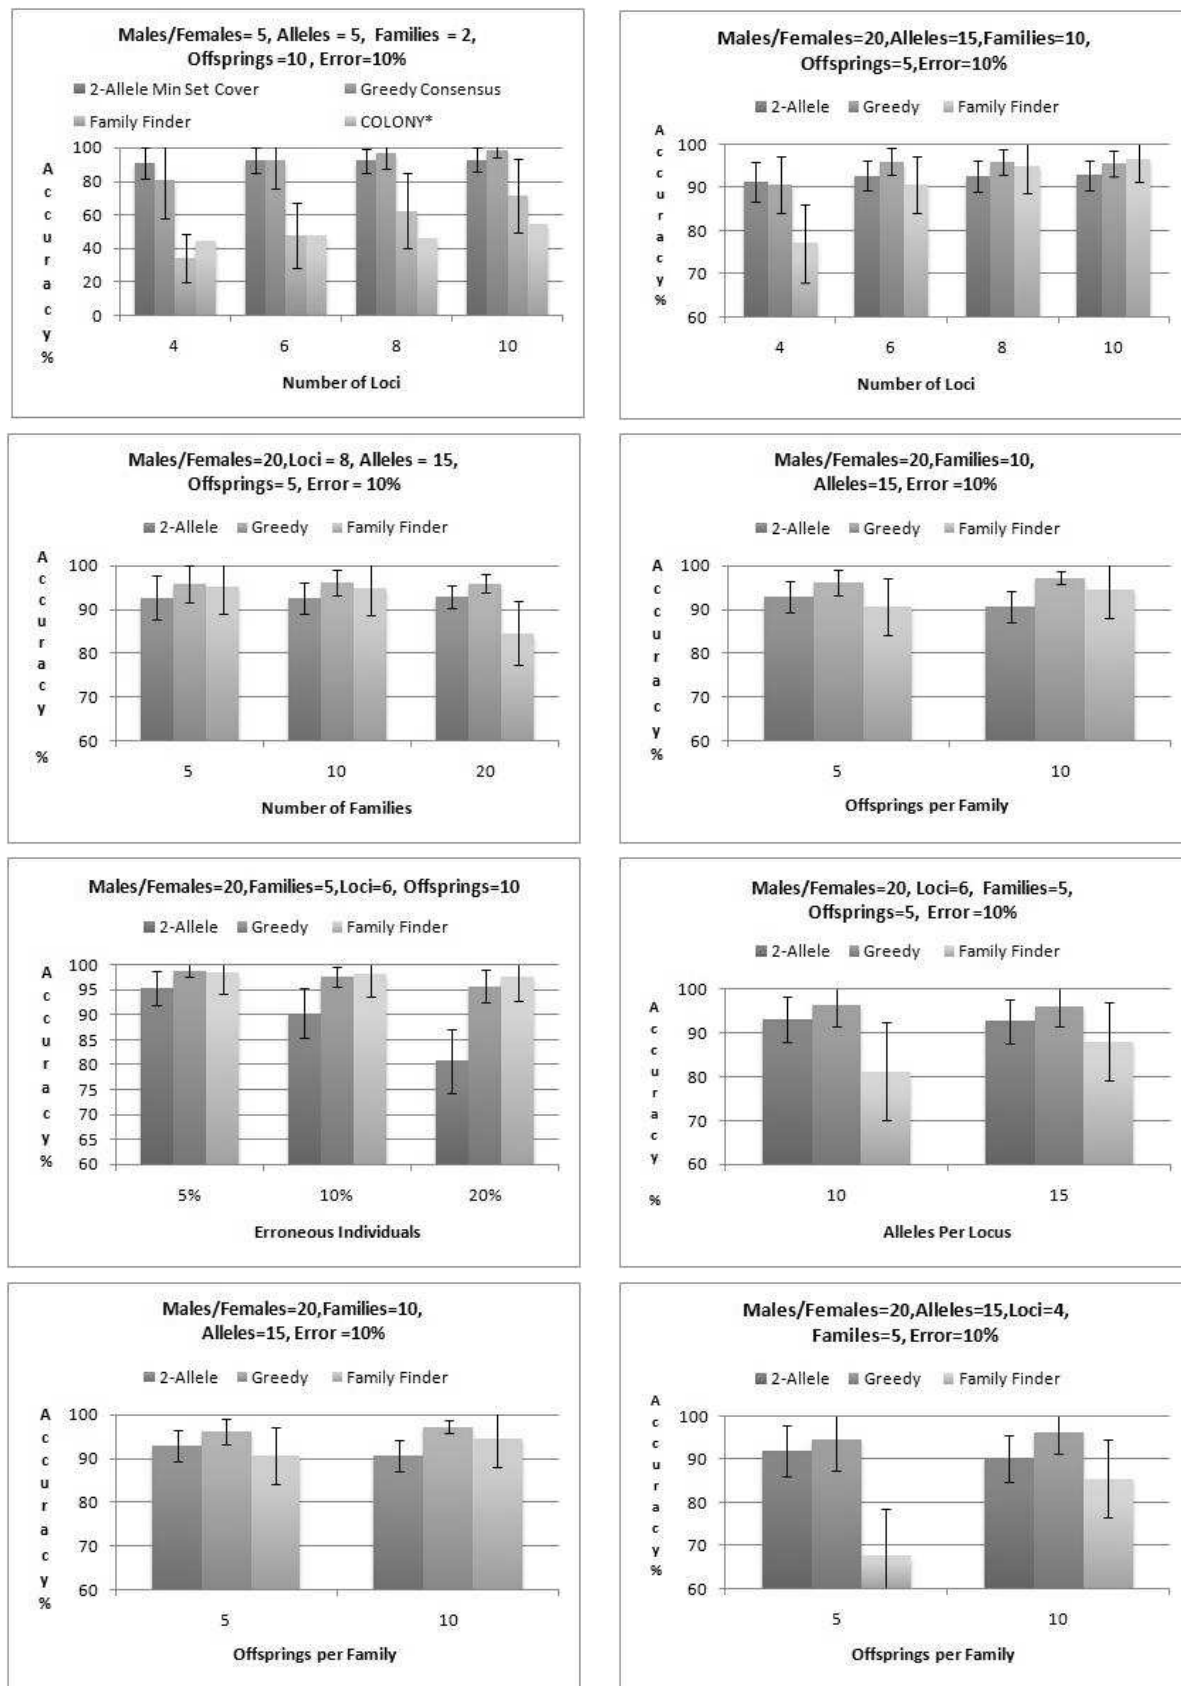 Males/Females= 5, Alleles = 5, Families = 2,
Offsprings =10 , Error=10%
2-Allele Min Set Cover Greedy Consensus
Family Finder COLONY*
Accuracy%
100
80
60
40
20
0
4 6 8 10
Number of Loci
Males/Females=20,Alleles=15,Families=10,
Offsprings=5,Error=10%
2-Allele Greedy Family Finder
Accuracy%
100
90
80
70
60
4 6 8 10
Number of Loci
Males/Females=20,Loci = 8, Alleles = 15,
Offsprings= 5, Error = 10%
2-Allele Greedy Family Finder
Accuracy %
100
90
80
70
60
5 10 20
Number of Families
Males/Females=20,Families=10,
Alleles=15, Error =10%
2-Allele Greedy Family Finder
Accuracy%
100
90
80
70
60
5 10
Offsprings per Family
Males/Females=20,Families=5,Loci=6, Offsprings=10
2-Allele Greedy Family Finder
Accuracy%
100
95
90
85
80
75
70
65
60
5% 10% 20%
Erroneous Individuals
Males/Females=20, Loci=6, Families=5,
Offsprings=5, Error =10%
2-Allele Greedy Family Finder
Accuracy %
100
90
80
70
60
10 15
Alleles Per Locus
Males/Females=20,Families=10,
Alleles=15, Error =10%
2-Allele Greedy Family Finder
Accuracy%
100
90
80
70
60
5 10
Offsprings per Family
Males/Females=20,Alleles=15,Loci=4,
Familes=5, Error=10%
2-Allele Greedy Family Finder
Accuracy%
100
90
80
70
60
5 10
Offsprings per Family